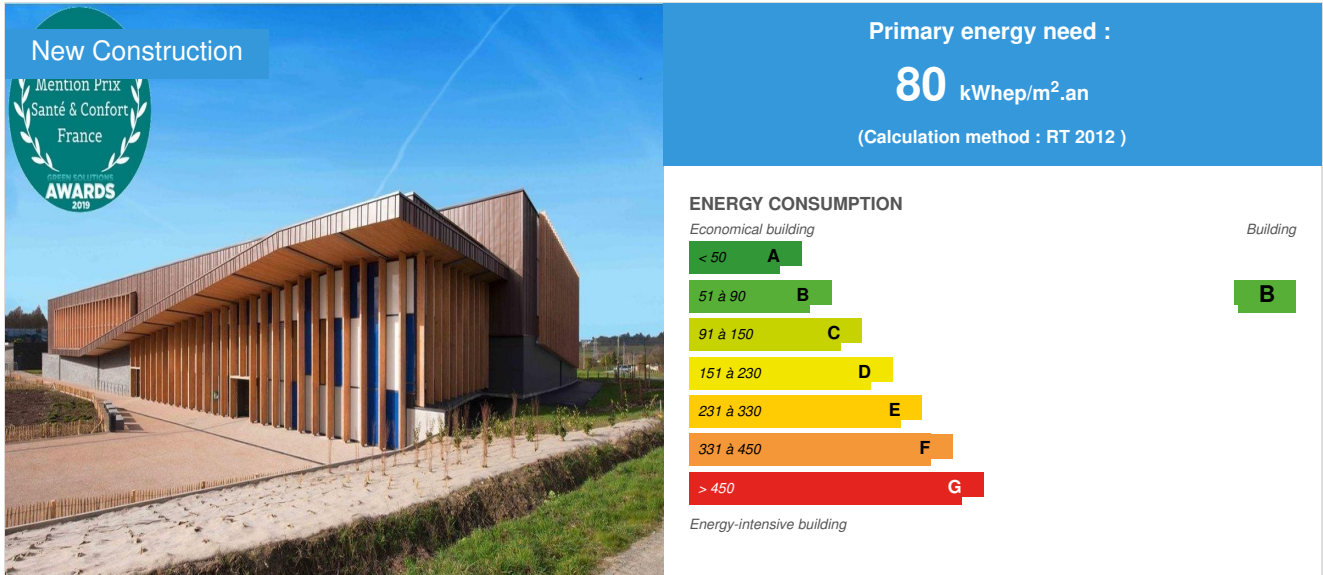 New Construction
Mention Prix
Santé & Confort
France
GREEN SOLUTIONS
AWARDS
2019
Primary energy need :
80 kWhep/m².an
(Calculation method : RT 2012 )
ENERGY CONSUMPTION
Economical building
Building
< 50 A
51 à 90 B
B
91 à 150 C
151 à 230 D
231 à 330 E
331 à 450 F
> 450 G
Energy-intensive building